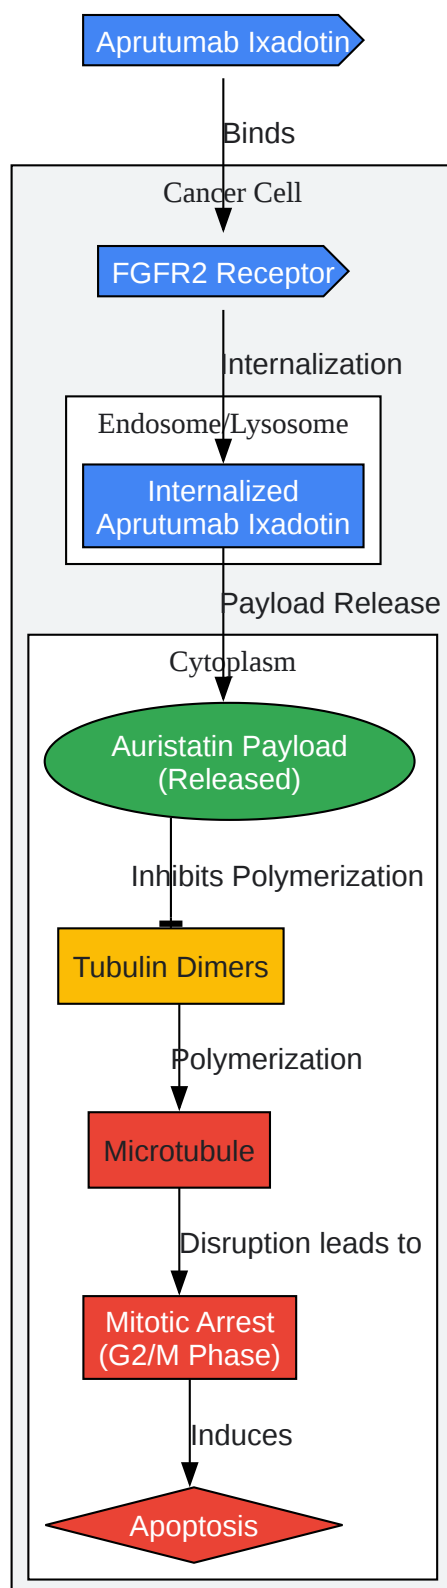 Aprutumab Ixadotin
Binds
Cancer Cell
FGFR2 Receptor
Internalization
Endosome/Lysosome
Internalized
Aprutumab Ixadotin
Payload Release
Cytoplasm
Auristatin Payload
(Released)
Inhibits Polymerization
Tubulin Dimers
Polymerization
Microtubule
Disruption leads to
Mitotic Arrest
(G2/M Phase)
Induces
Apoptosis